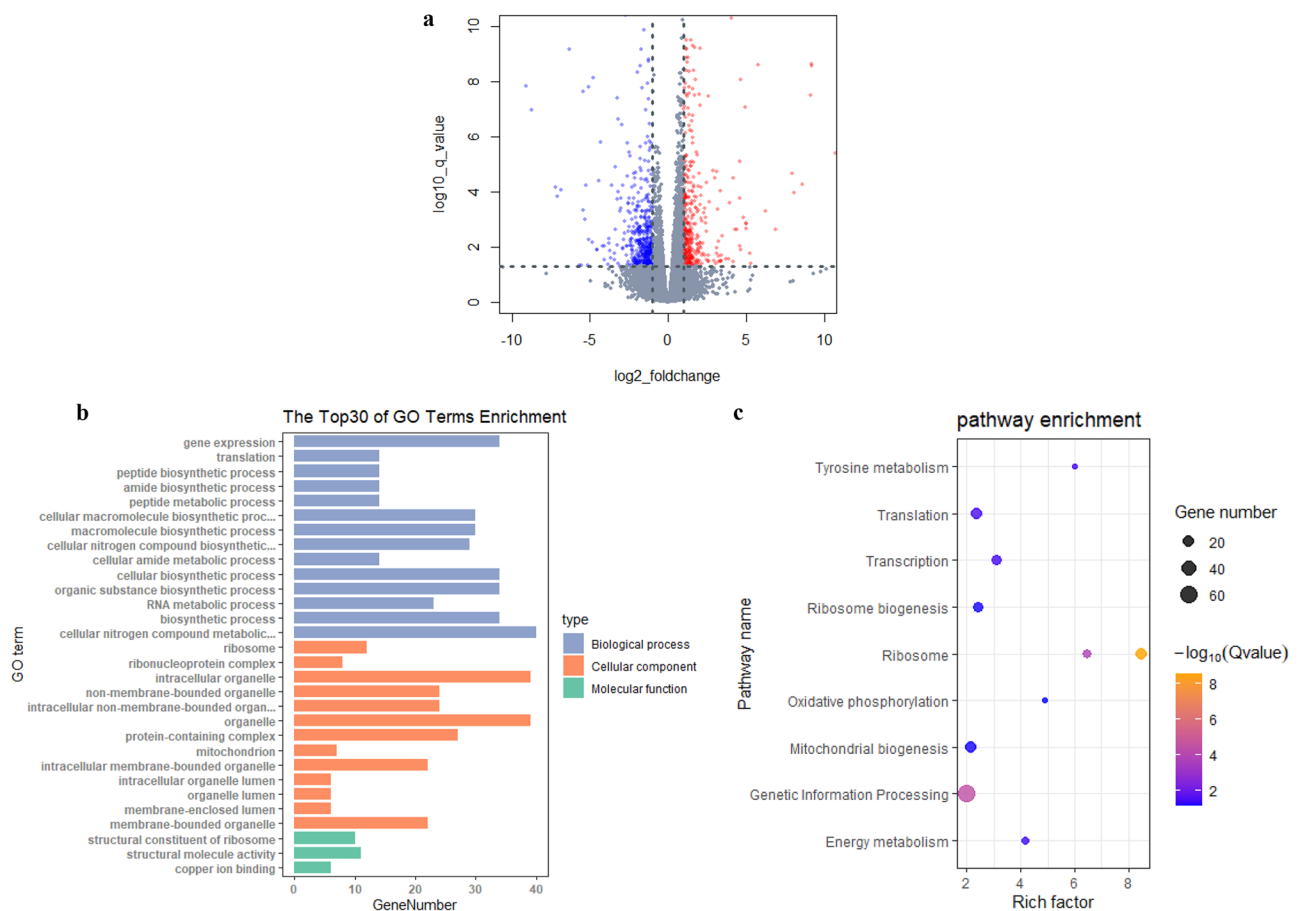 a
10
8
6
4
2
0
log10_q_value
-10 -5 0 5 10
log2_foldchange
b
The Top30 of GO Terms Enrichment
GO term
gene expression
translation
peptide biosynthetic process
amide biosynthetic process
peptide metabolic process
cellular macromolecule biosynthetic proc...
macromolecule biosynthetic process
cellular nitrogen compound biosynthetic...
cellular amide metabolic process
cellular biosynthetic process
organic substance biosynthetic process
RNA metabolic process
biosynthetic process
cellular nitrogen compound metabolic...
ribosome
ribonucleoprotein complex
intracellular organelle
non-membrane-bounded organelle
intracellular non-membrane-bounded organ...
organelle
protein-containing complex
mitochondrion
intracellular membrane-bounded organelle
intracellular organelle lumen
organelle lumen
membrane-enclosed lumen
membrane-bounded organelle
structural constituent of ribosome
structural molecule activity
copper ion binding
0 10 20 30 40
GeneNumber
type
Biological process
Cellular component
Molecular function
c
pathway enrichment
Pathway name
Tyrosine metabolism
Translation
Transcription
Ribosome biogenesis
Ribosome
Oxidative phosphorylation
Mitochondrial biogenesis
Genetic Information Processing
Energy metabolism
2 4 6 8
Rich factor
Gene number
20
40
60
−log10(Qvalue)
8
6
4
2